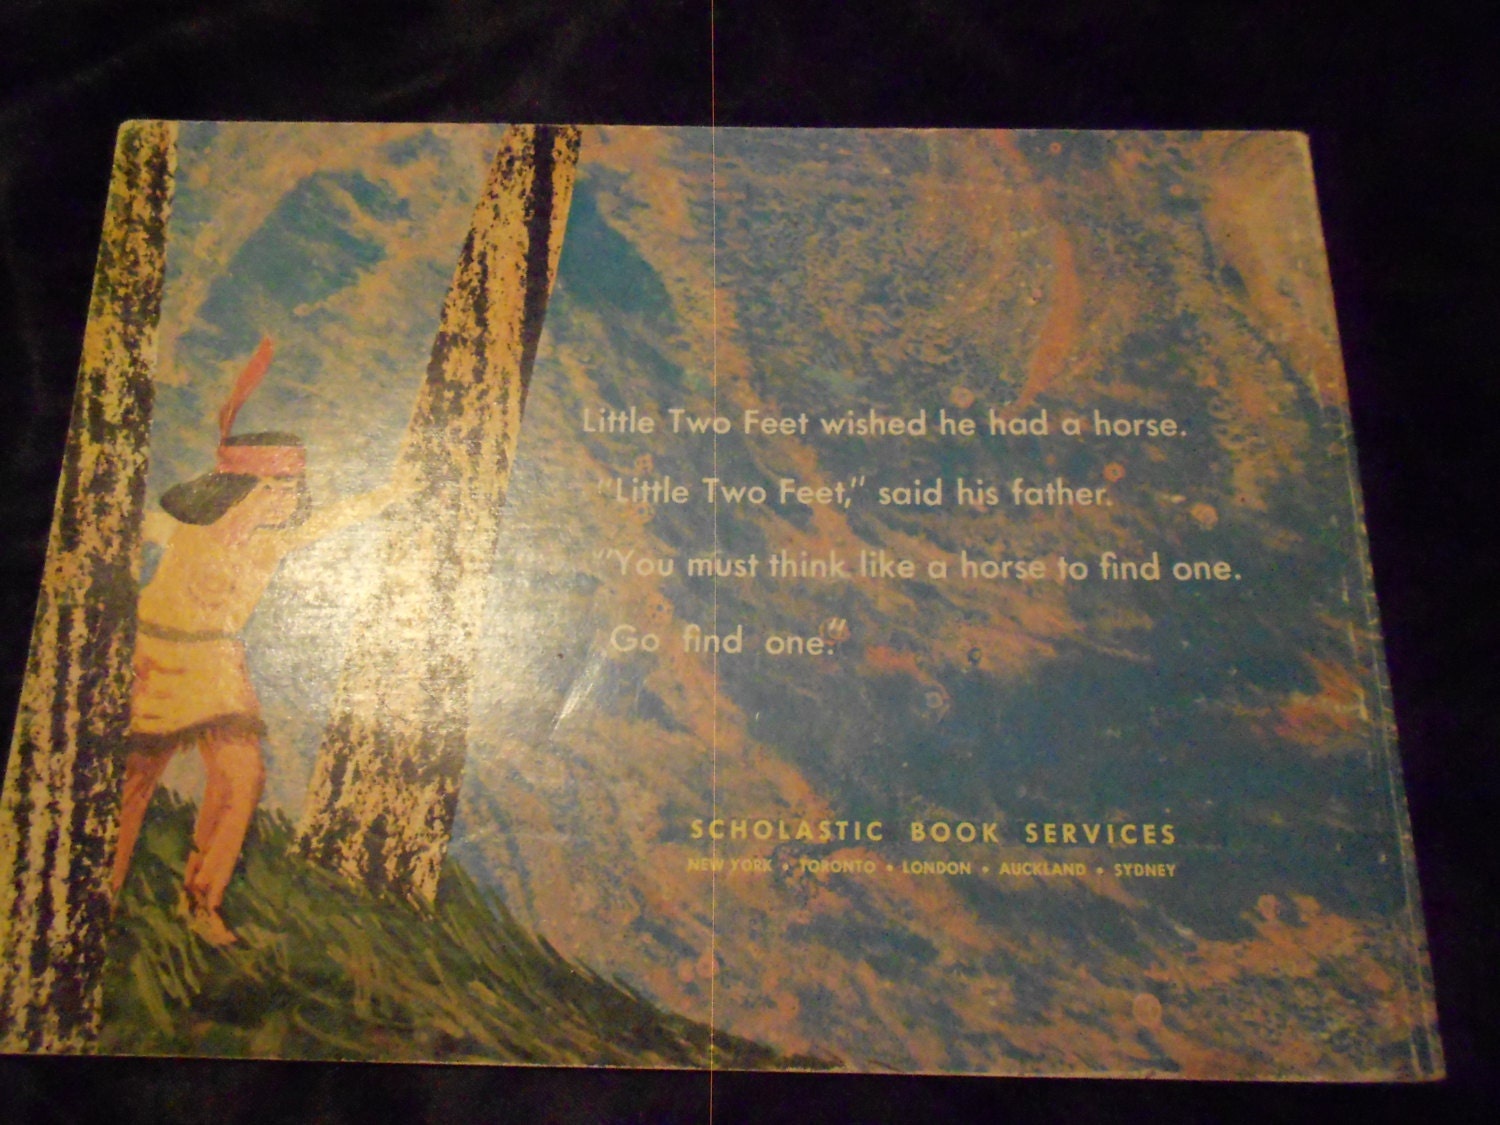 Little Two Feet wished he had a horse.
"Little Two Feet," said his father.
"You must think like a horse to find one.
Go find one."
SCHOLASTIC BOOK SERVICES
NEW YORK • TORONTO • LONDON • AUCKLAND • SYDNEY